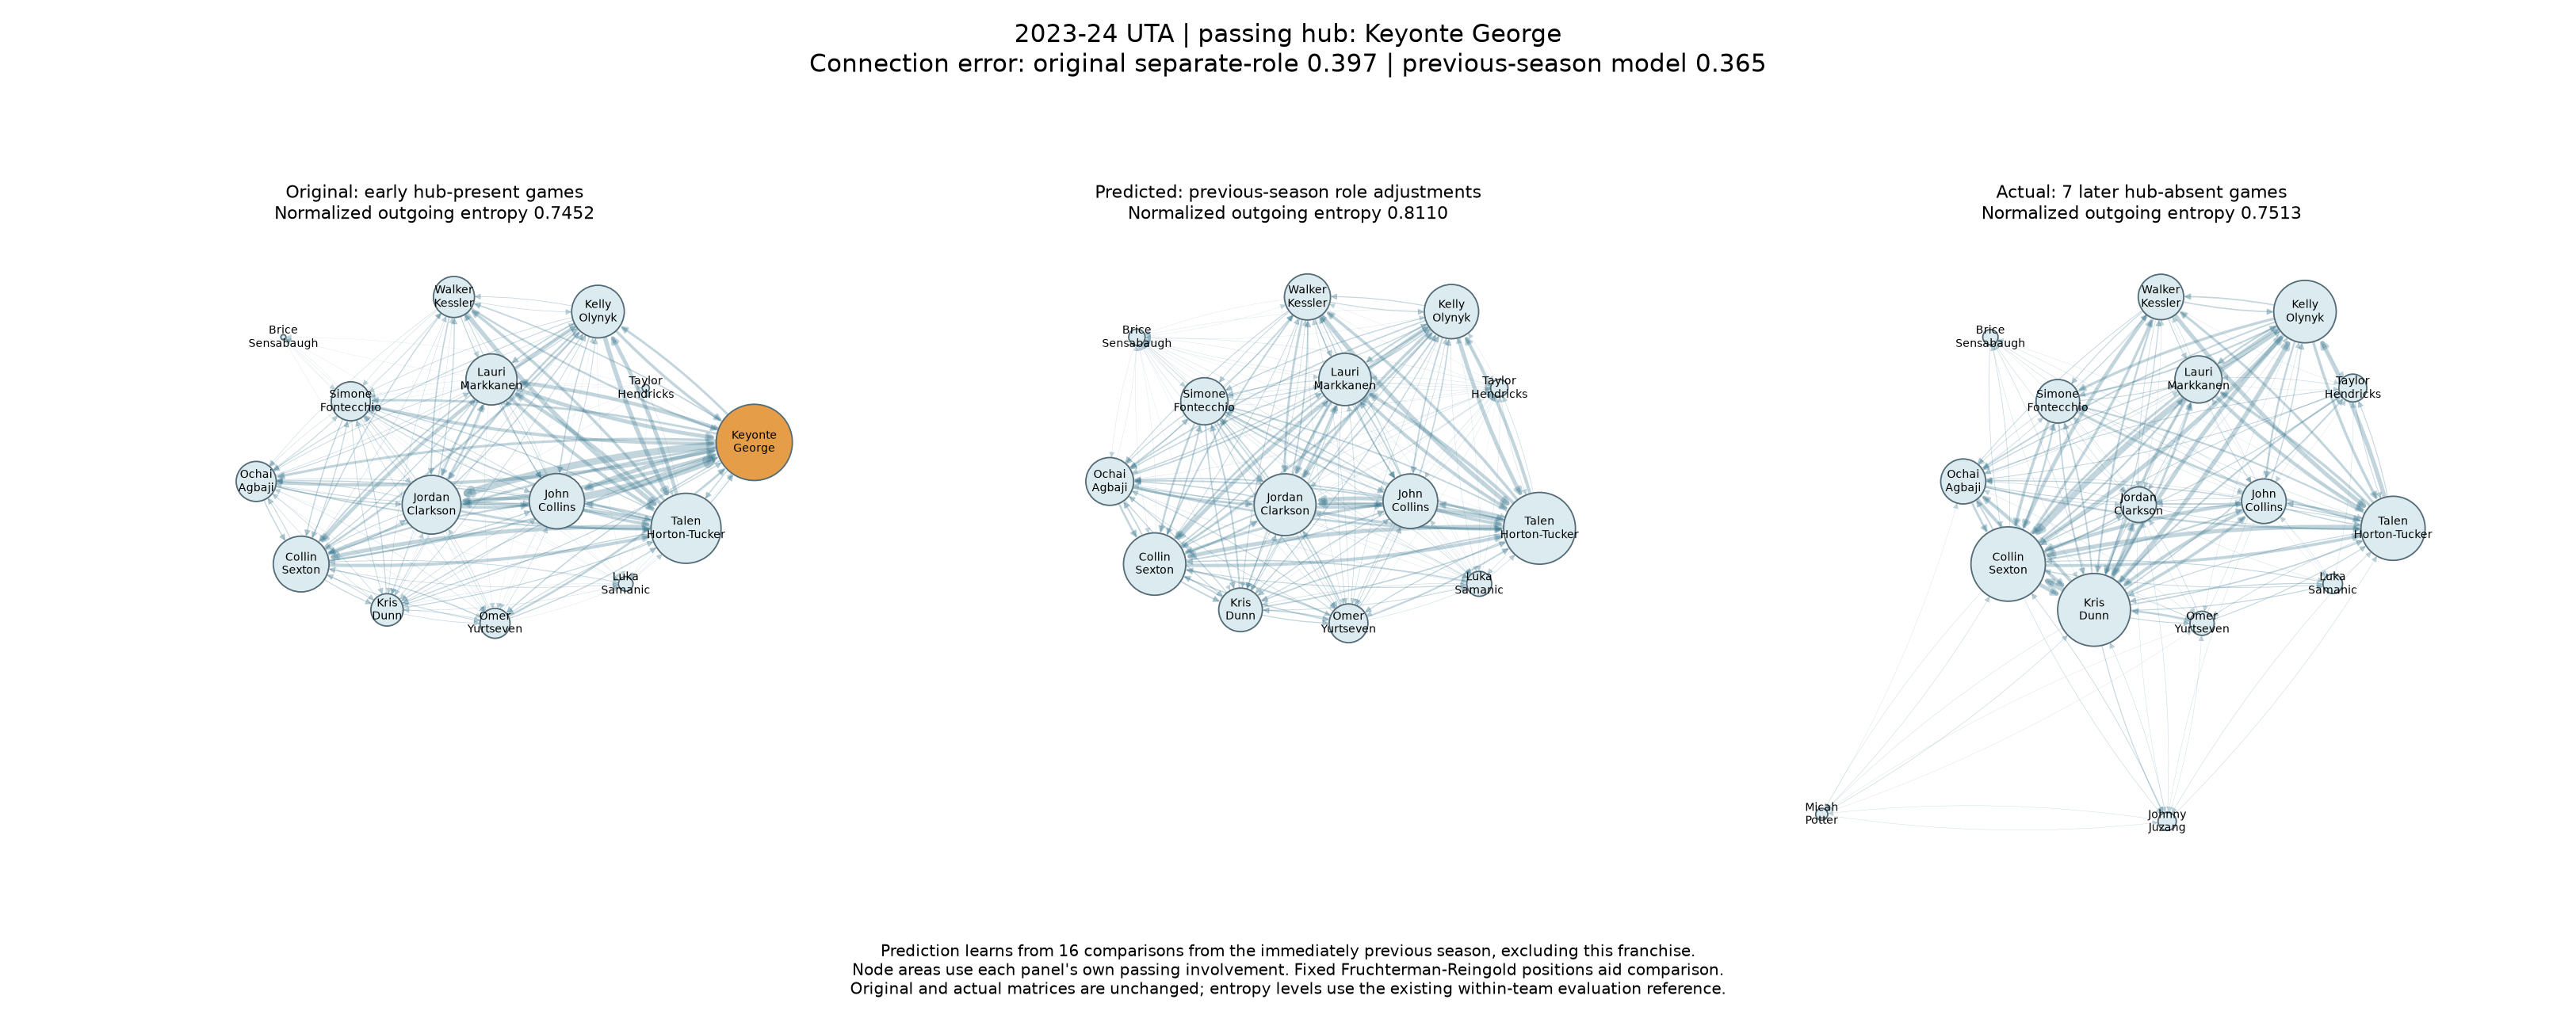 2023-24 UTA | passing hub: Keyonte George
Connection error: original separate-role 0.397 | previous-season model 0.365
Original: early hub-present games
Normalized outgoing entropy 0.7452
Walker
Kessler
Kelly
Olynyk
Brice
Sensabaugh
Lauri
Markkanen
Taylor
Hendricks
Simone
Fontecchio
Keyonte
George
Ochai
Agbaji
Jordan
Clarkson
John
Collins
Talen
Horton-Tucker
Collin
Sexton
Luka
Samanic
Kris
Dunn
Omer
Yurtseven
Predicted: previous-season role adjustments
Normalized outgoing entropy 0.8110
Walker
Kessler
Kelly
Olynyk
Brice
Sensabaugh
Lauri
Markkanen
Taylor
Hendricks
Simone
Fontecchio
Ochai
Agbaji
Jordan
Clarkson
John
Collins
Talen
Horton-Tucker
Collin
Sexton
Luka
Samanic
Kris
Dunn
Omer
Yurtseven
Actual: 7 later hub-absent games
Normalized outgoing entropy 0.7513
Walker
Kessler
Kelly
Olynyk
Brice
Sensabaugh
Lauri
Markkanen
Taylor
Hendricks
Simone
Fontecchio
Ochai
Agbaji
Jordan
Clarkson
John
Collins
Talen
Horton-Tucker
Collin
Sexton
Luka
Samanic
Kris
Dunn
Omer
Yurtseven
Micah
Potter
Johnny
Juzang
Prediction learns from 16 comparisons from the immediately previous season, excluding this franchise.
Node areas use each panel's own passing involvement. Fixed Fruchterman-Reingold positions aid comparison.
Original and actual matrices are unchanged; entropy levels use the existing within-team evaluation reference.